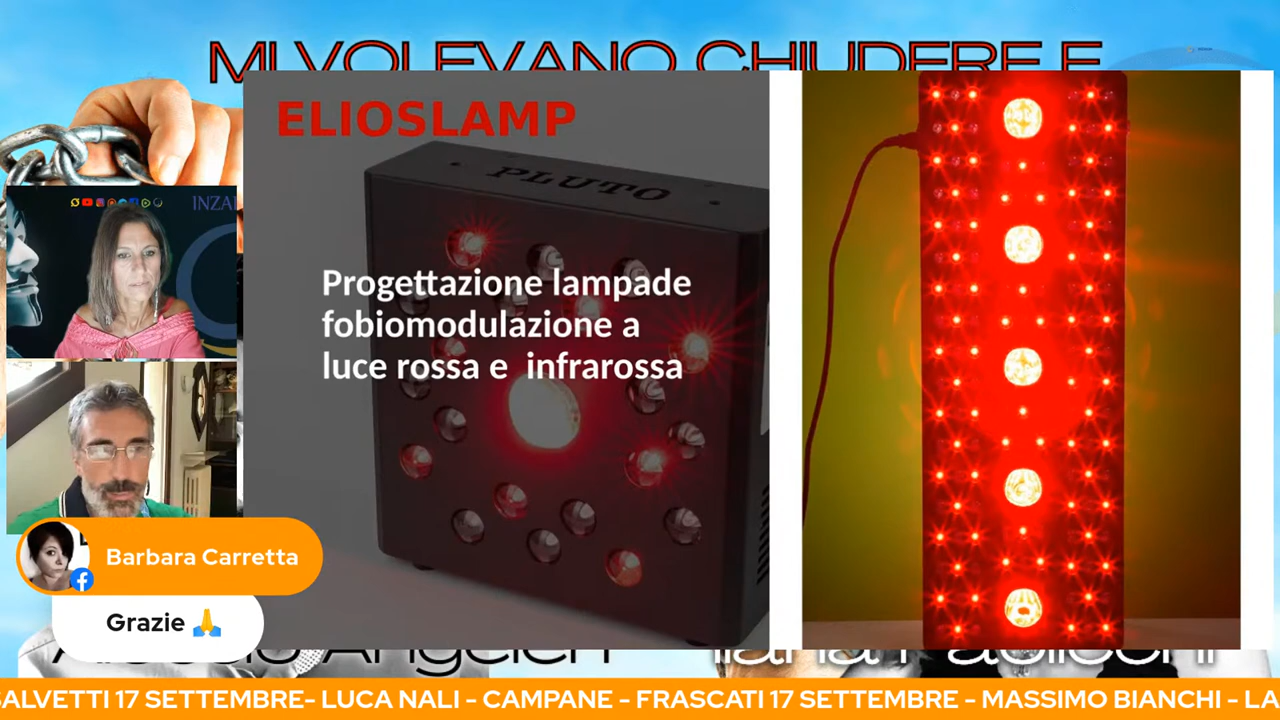 MI VOLEVANO CHIUDERE E
INZA
ELIOSLAMP
PLUTO
Progettazione lampade
fobiomodulazione a
luce rossa e infrarossa
Barbara Carretta
Grazie 🙏
SALVETTI 17 SETTEMBRE- LUCA NALI - CAMPANE - FRASCATI 17 SETTEMBRE - MASSIMO BIANCHI - LA